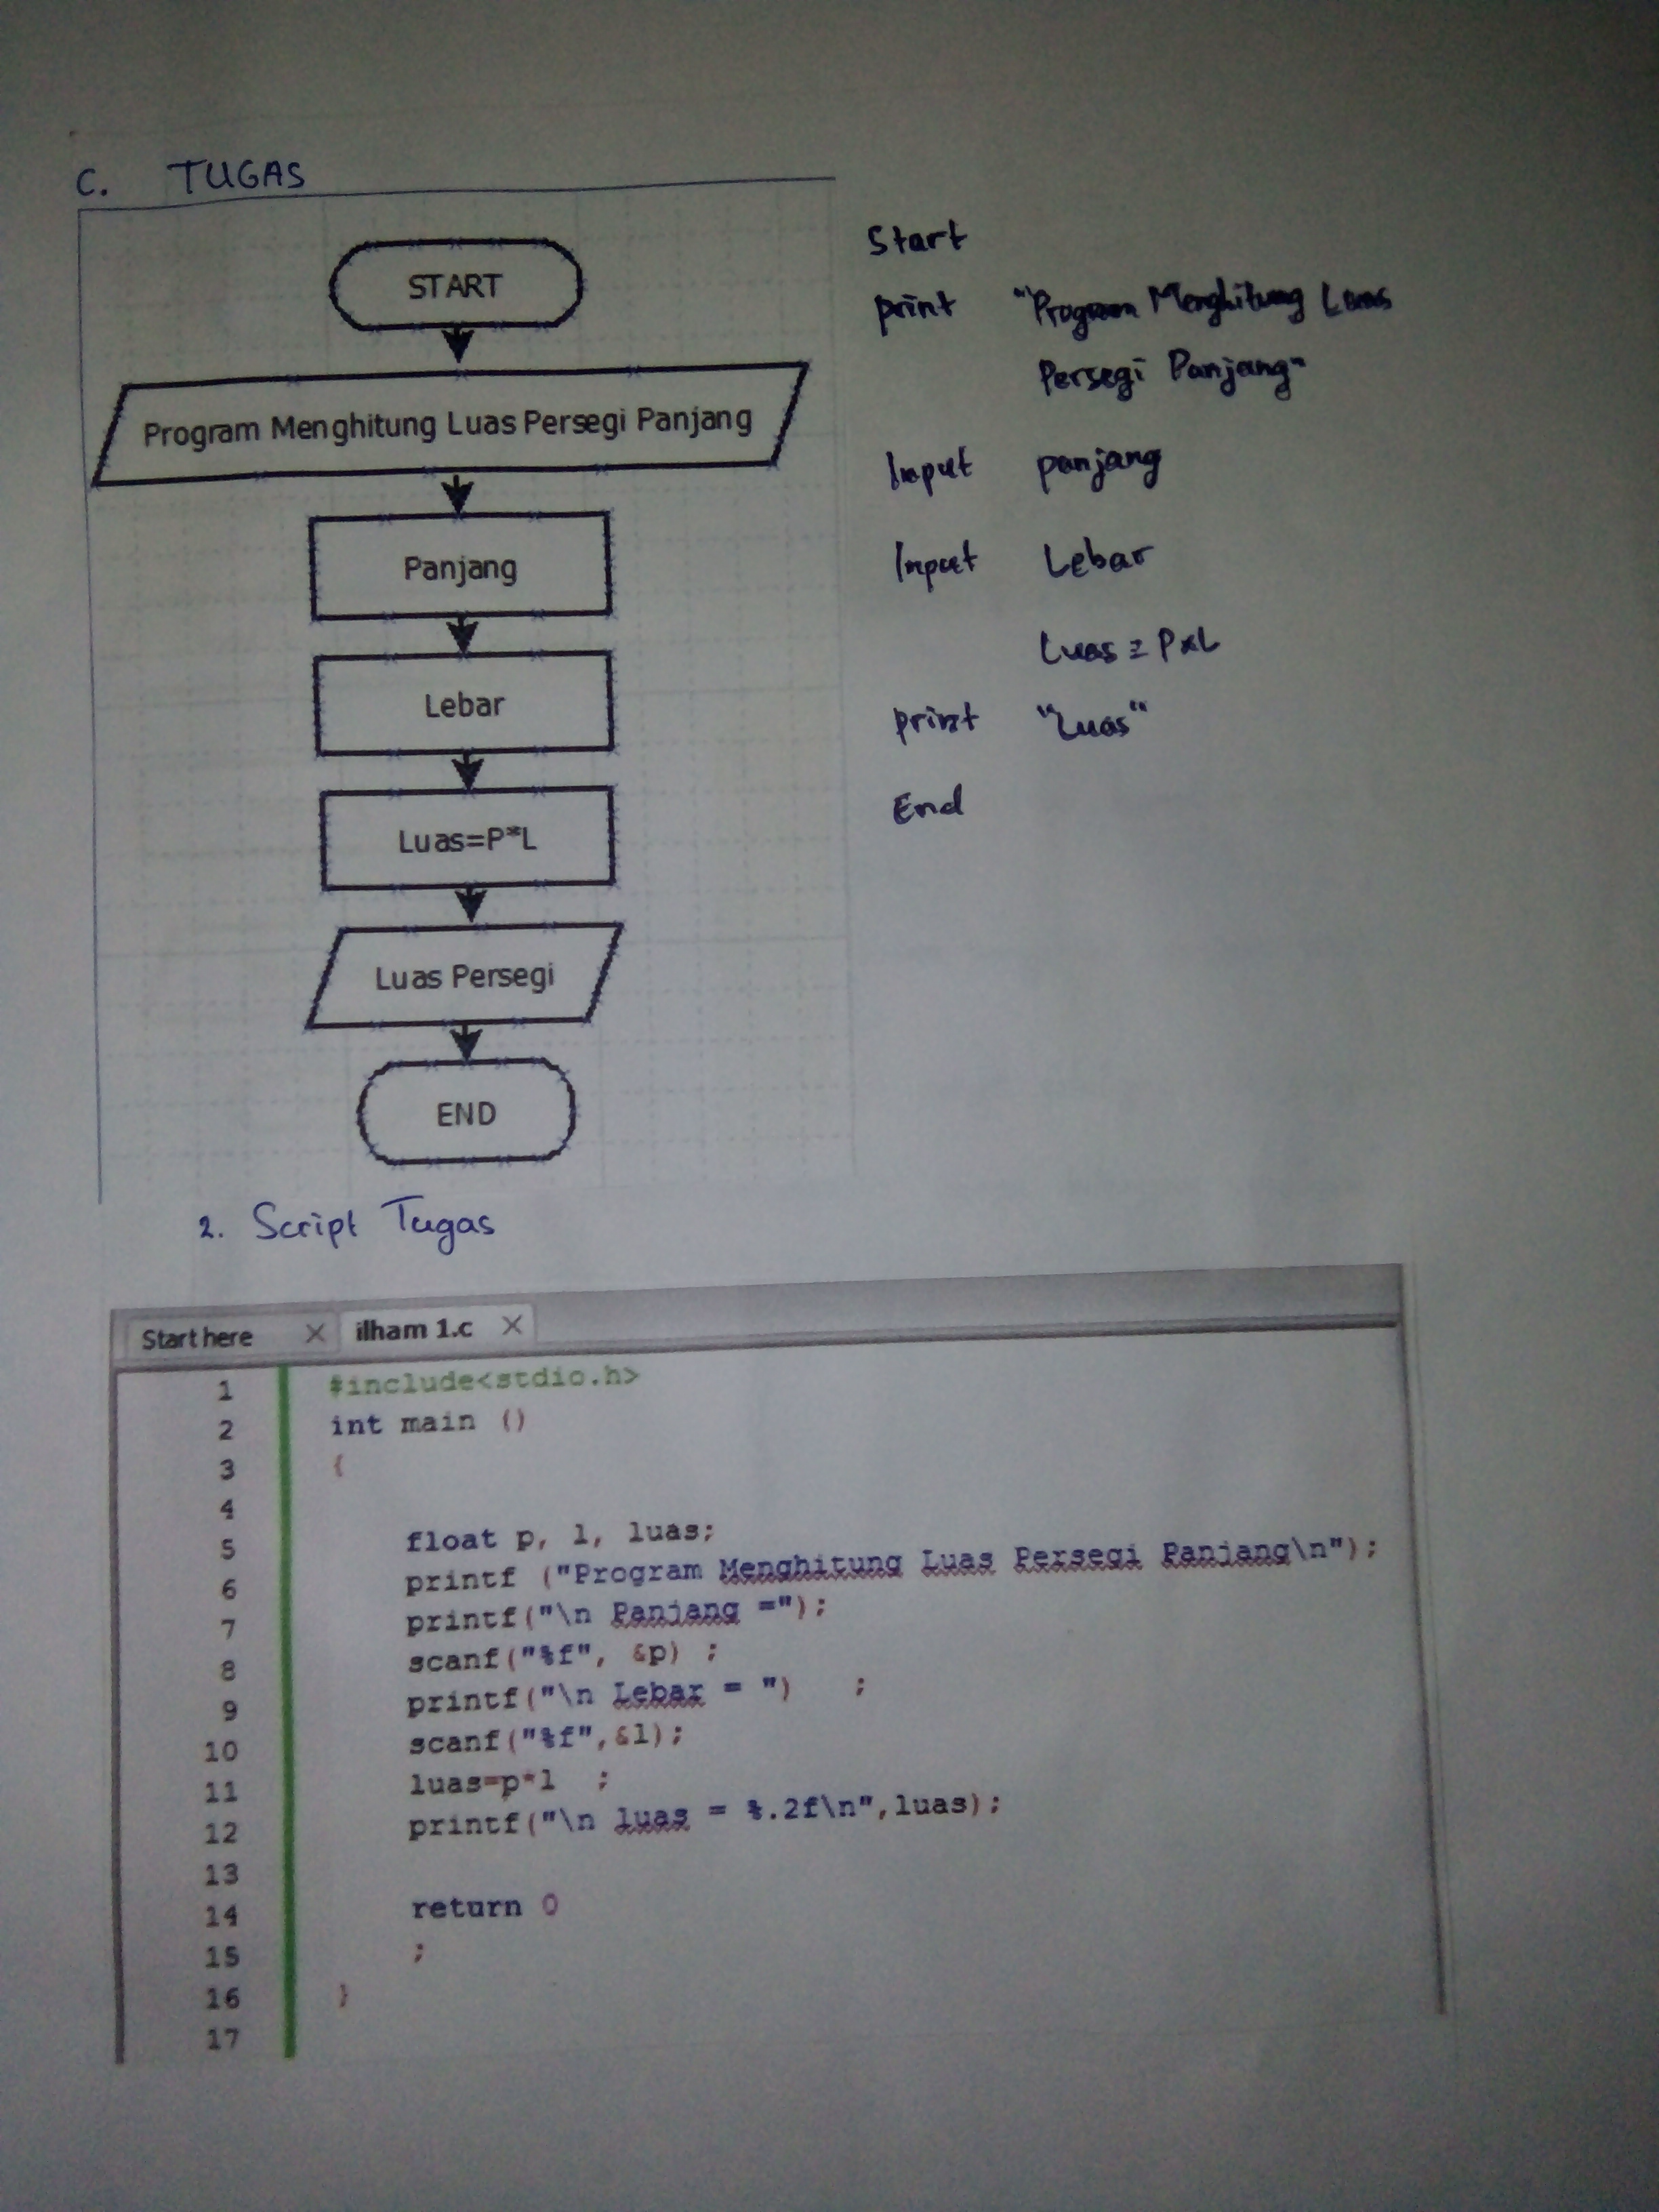 C. TUGAS
START
Program Menghitung Luas Persegi Panjang
Panjang
Lebar
Luas=P*L
Luas Persegi
END
Start
print "Program Menghitung Luas
Persegi Panjang"
Input panjang
Input Lebar
Luas = P*L
print "Luas"
End
2. Script Tugas
Start here X ilham 1.c X
1 #include<stdio.h>
2 int main ()
3 {
4
5 float p, l, luas;
6 printf ("Program Menghitung Luas Persegi Panjang\n");
7 printf("\n Panjang =");
8 scanf("%f", &p) ;
9 printf("\n Lebar = ") ;
10 scanf("%f",&l);
11 luas=p*l ;
12 printf("\n luas = %.2f\n",luas);
13
14 return 0
15 ;
16 }
17